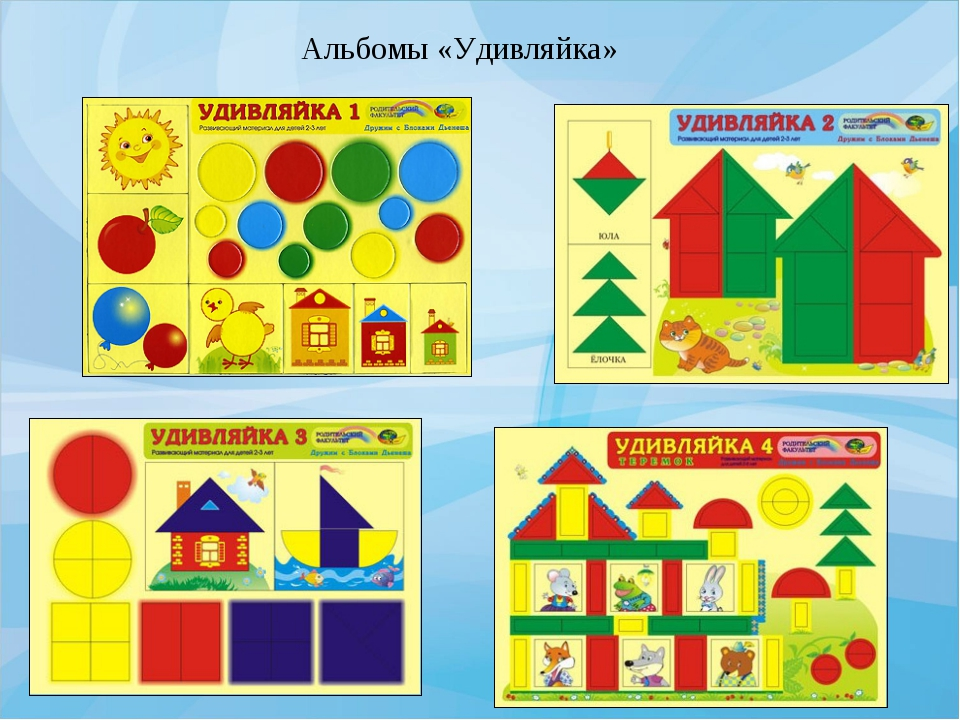 Альбомы «Удивляйка»
УДИВЛЯЙКА 1
РОДИТЕЛЬСКИЙ
ФАКУЛЬТЕТ
Развивающий материал для детей 2-3 лет
Дружим с Блоками Дьенеша
УДИВЛЯЙКА 2
РОДИТЕЛЬСКИЙ
ФАКУЛЬТЕТ
Развивающий материал для детей 2-3 лет
Дружим с Блоками Дьенеша
ЮЛА
ЁЛОЧКА
УДИВЛЯЙКА 3
РОДИТЕЛЬСКИЙ
ФАКУЛЬТЕТ
Развивающий материал для детей 2-3 лет
Дружим с Блоками Дьенеша
УДИВЛЯЙКА 4
РОДИТЕЛЬСКИЙ
ФАКУЛЬТЕТ
ТЕРЕМОК
Развивающий материал